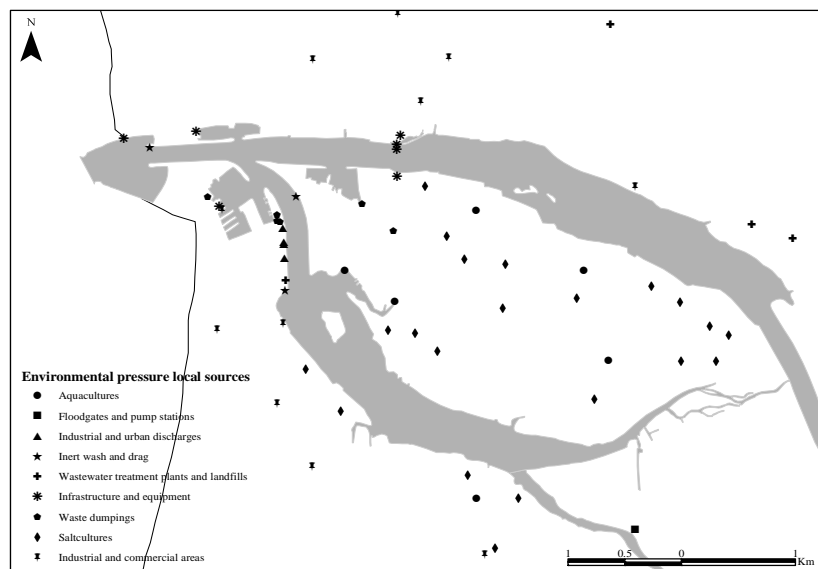 N
Environmental pressure local sources
Aquacultures
Floodgates and pump stations
Industrial and urban discharges
Inert wash and drag
Wastewater treatment plants and landfills
Infrastructure and equipment
Waste dumpings
Saltcultures
Industrial and commercial areas
1 0.5 0 1
Km